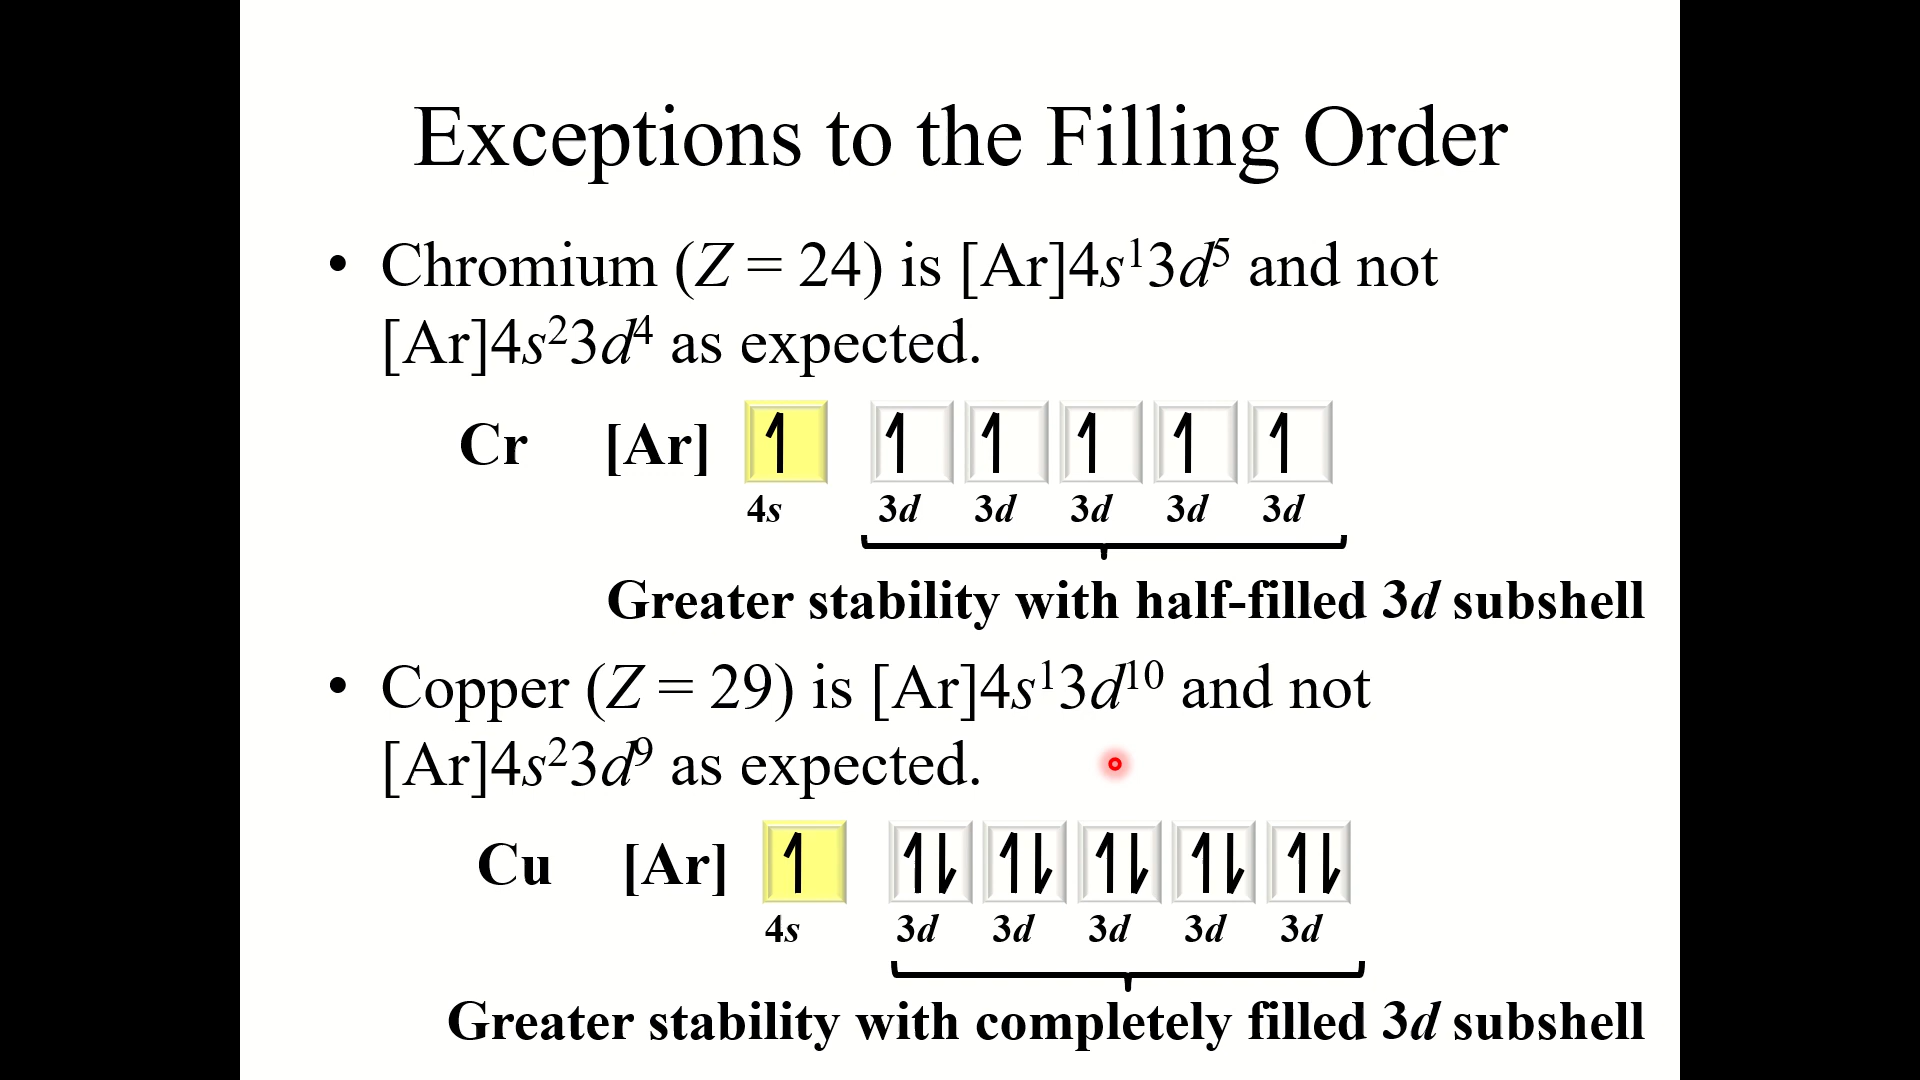 Exceptions to the Filling Order
• Chromium (Z = 24) is [Ar]4s¹3d⁵ and not
[Ar]4s²3d⁴ as expected.
Cr [Ar] ↿ ↿ ↿ ↿ ↿ ↿
4s 3d 3d 3d 3d 3d
Greater stability with half-filled 3d subshell
• Copper (Z = 29) is [Ar]4s¹3d¹⁰ and not
[Ar]4s²3d⁹ as expected.
Cu [Ar] ↿ ↿⇂ ↿⇂ ↿⇂ ↿⇂ ↿⇂
4s 3d 3d 3d 3d 3d
Greater stability with completely filled 3d subshell